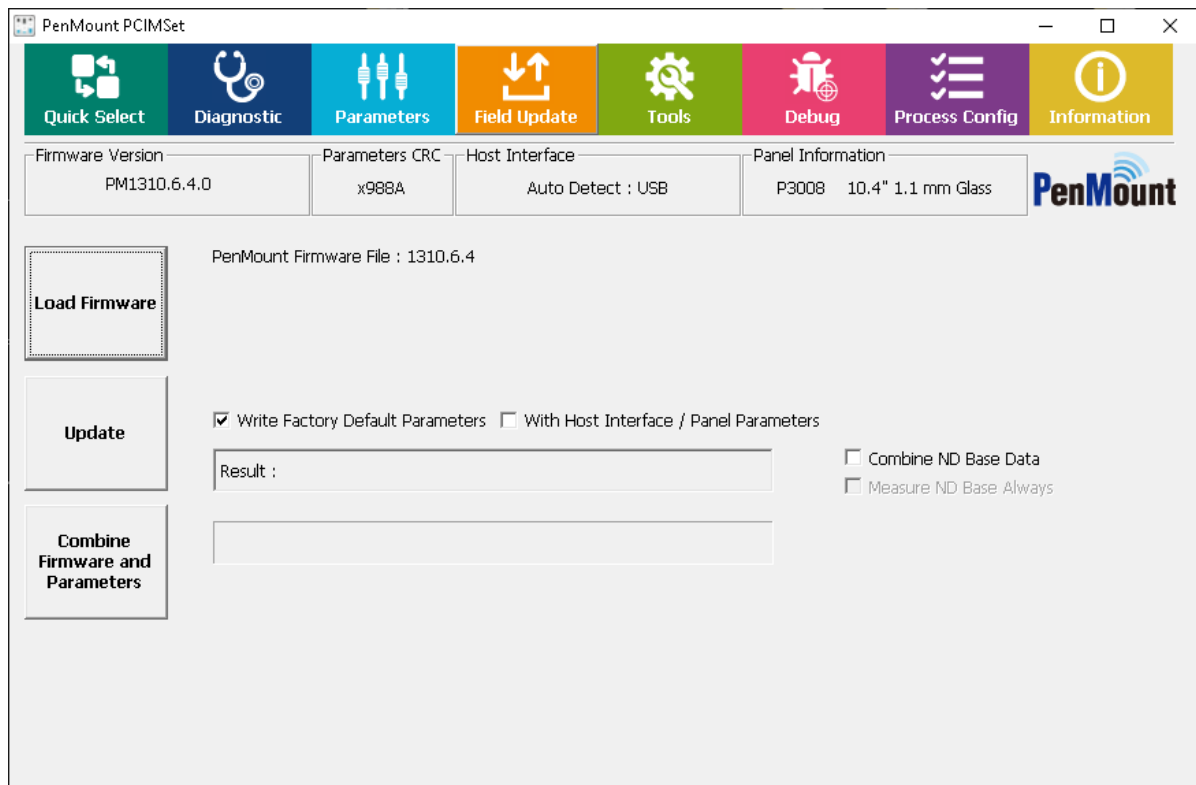 PenMount PCIMSet
Quick Select
Diagnostic
Parameters
Field Update
Tools
Debug
Process Config
Information
Firmware Version
PM1310.6.4.0
Parameters CRC
x988A
Host Interface
Auto Detect : USB
Panel Information
P3008 10.4" 1.1 mm Glass
PenMount
Load Firmware
PenMount Firmware File : 1310.6.4
Update
Write Factory Default Parameters
With Host Interface / Panel Parameters
Result :
Combine ND Base Data
Measure ND Base Always
Combine
Firmware and
Parameters